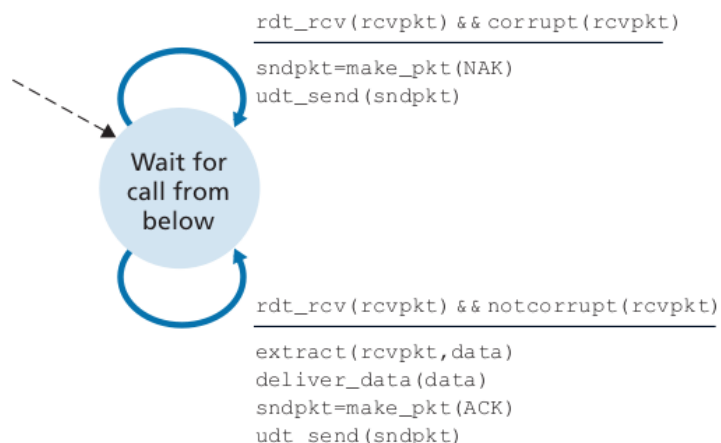 rdt_rcv(rcvpkt) && corrupt(rcvpkt)
sndpkt=make_pkt(NAK)
udt_send(sndpkt)
Wait for
call from
below
rdt_rcv(rcvpkt) && notcorrupt(rcvpkt)
extract(rcvpkt,data)
deliver_data(data)
sndpkt=make_pkt(ACK)
udt_send(sndpkt)